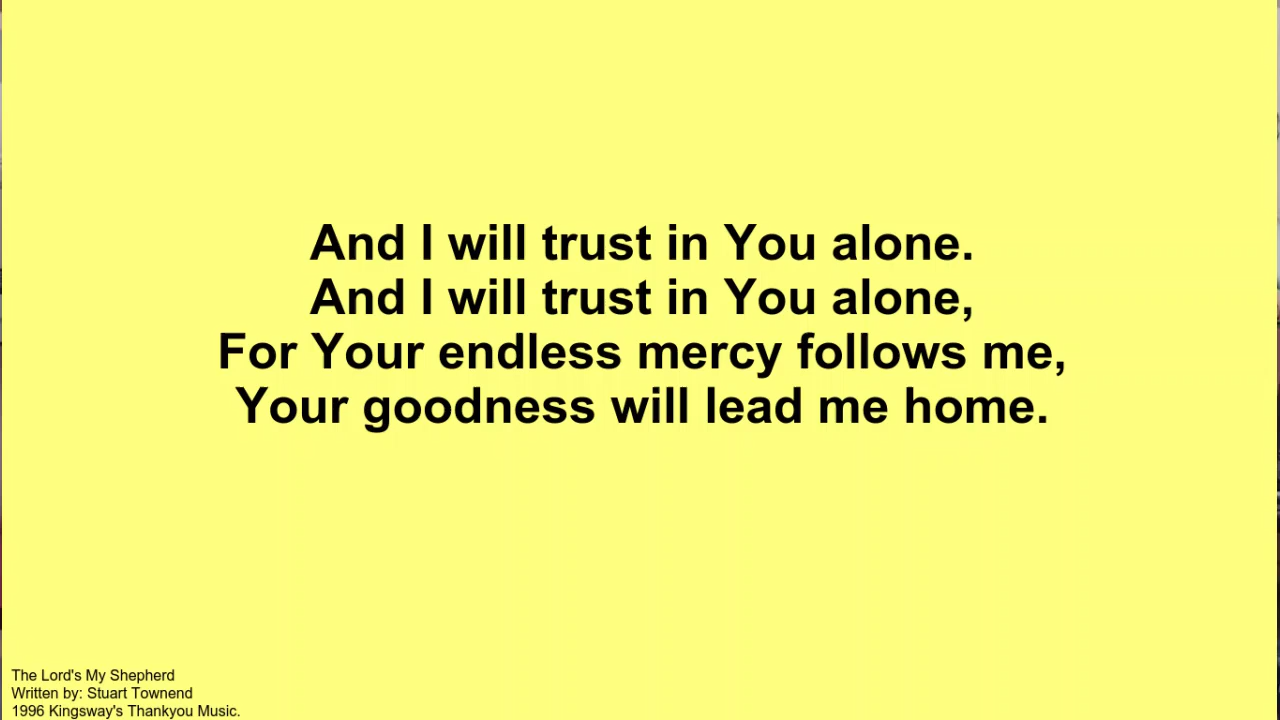 And I will trust in You alone.
And I will trust in You alone,
For Your endless mercy follows me,
Your goodness will lead me home.
The Lord's My Shepherd
Written by: Stuart Townend
1996 Kingsway's Thankyou Music.